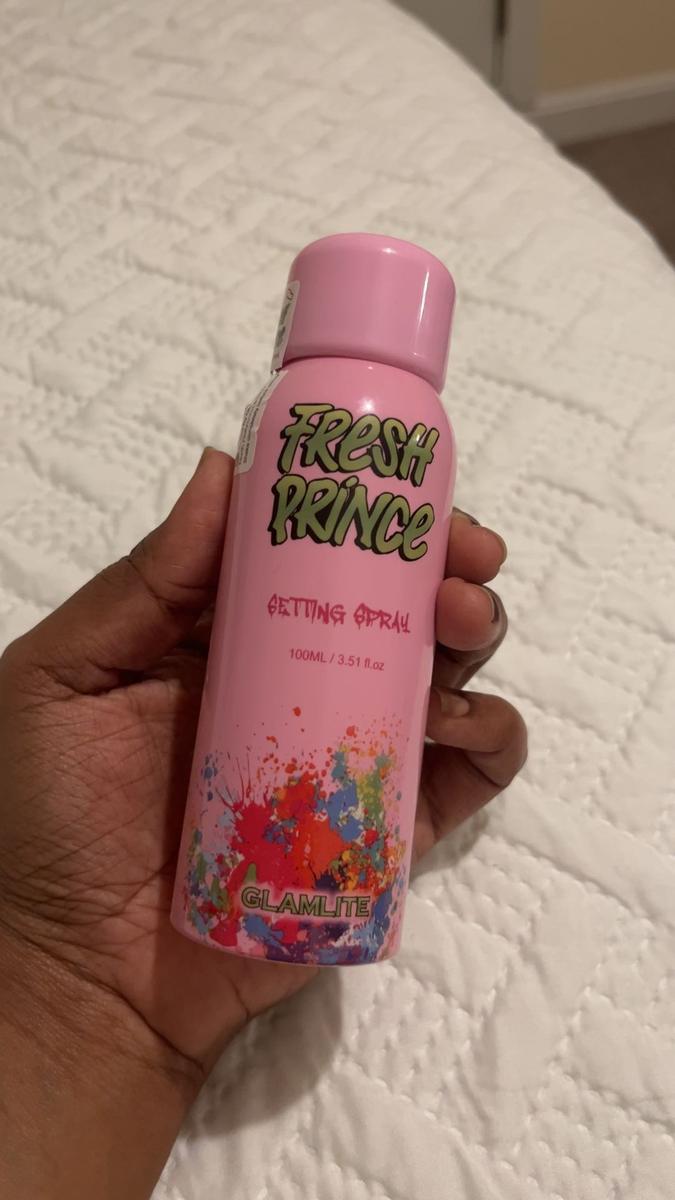 FRESH
PRINCE
SETTING SPRAY
100ML / 3.51 fl.oz
GLAMLITE